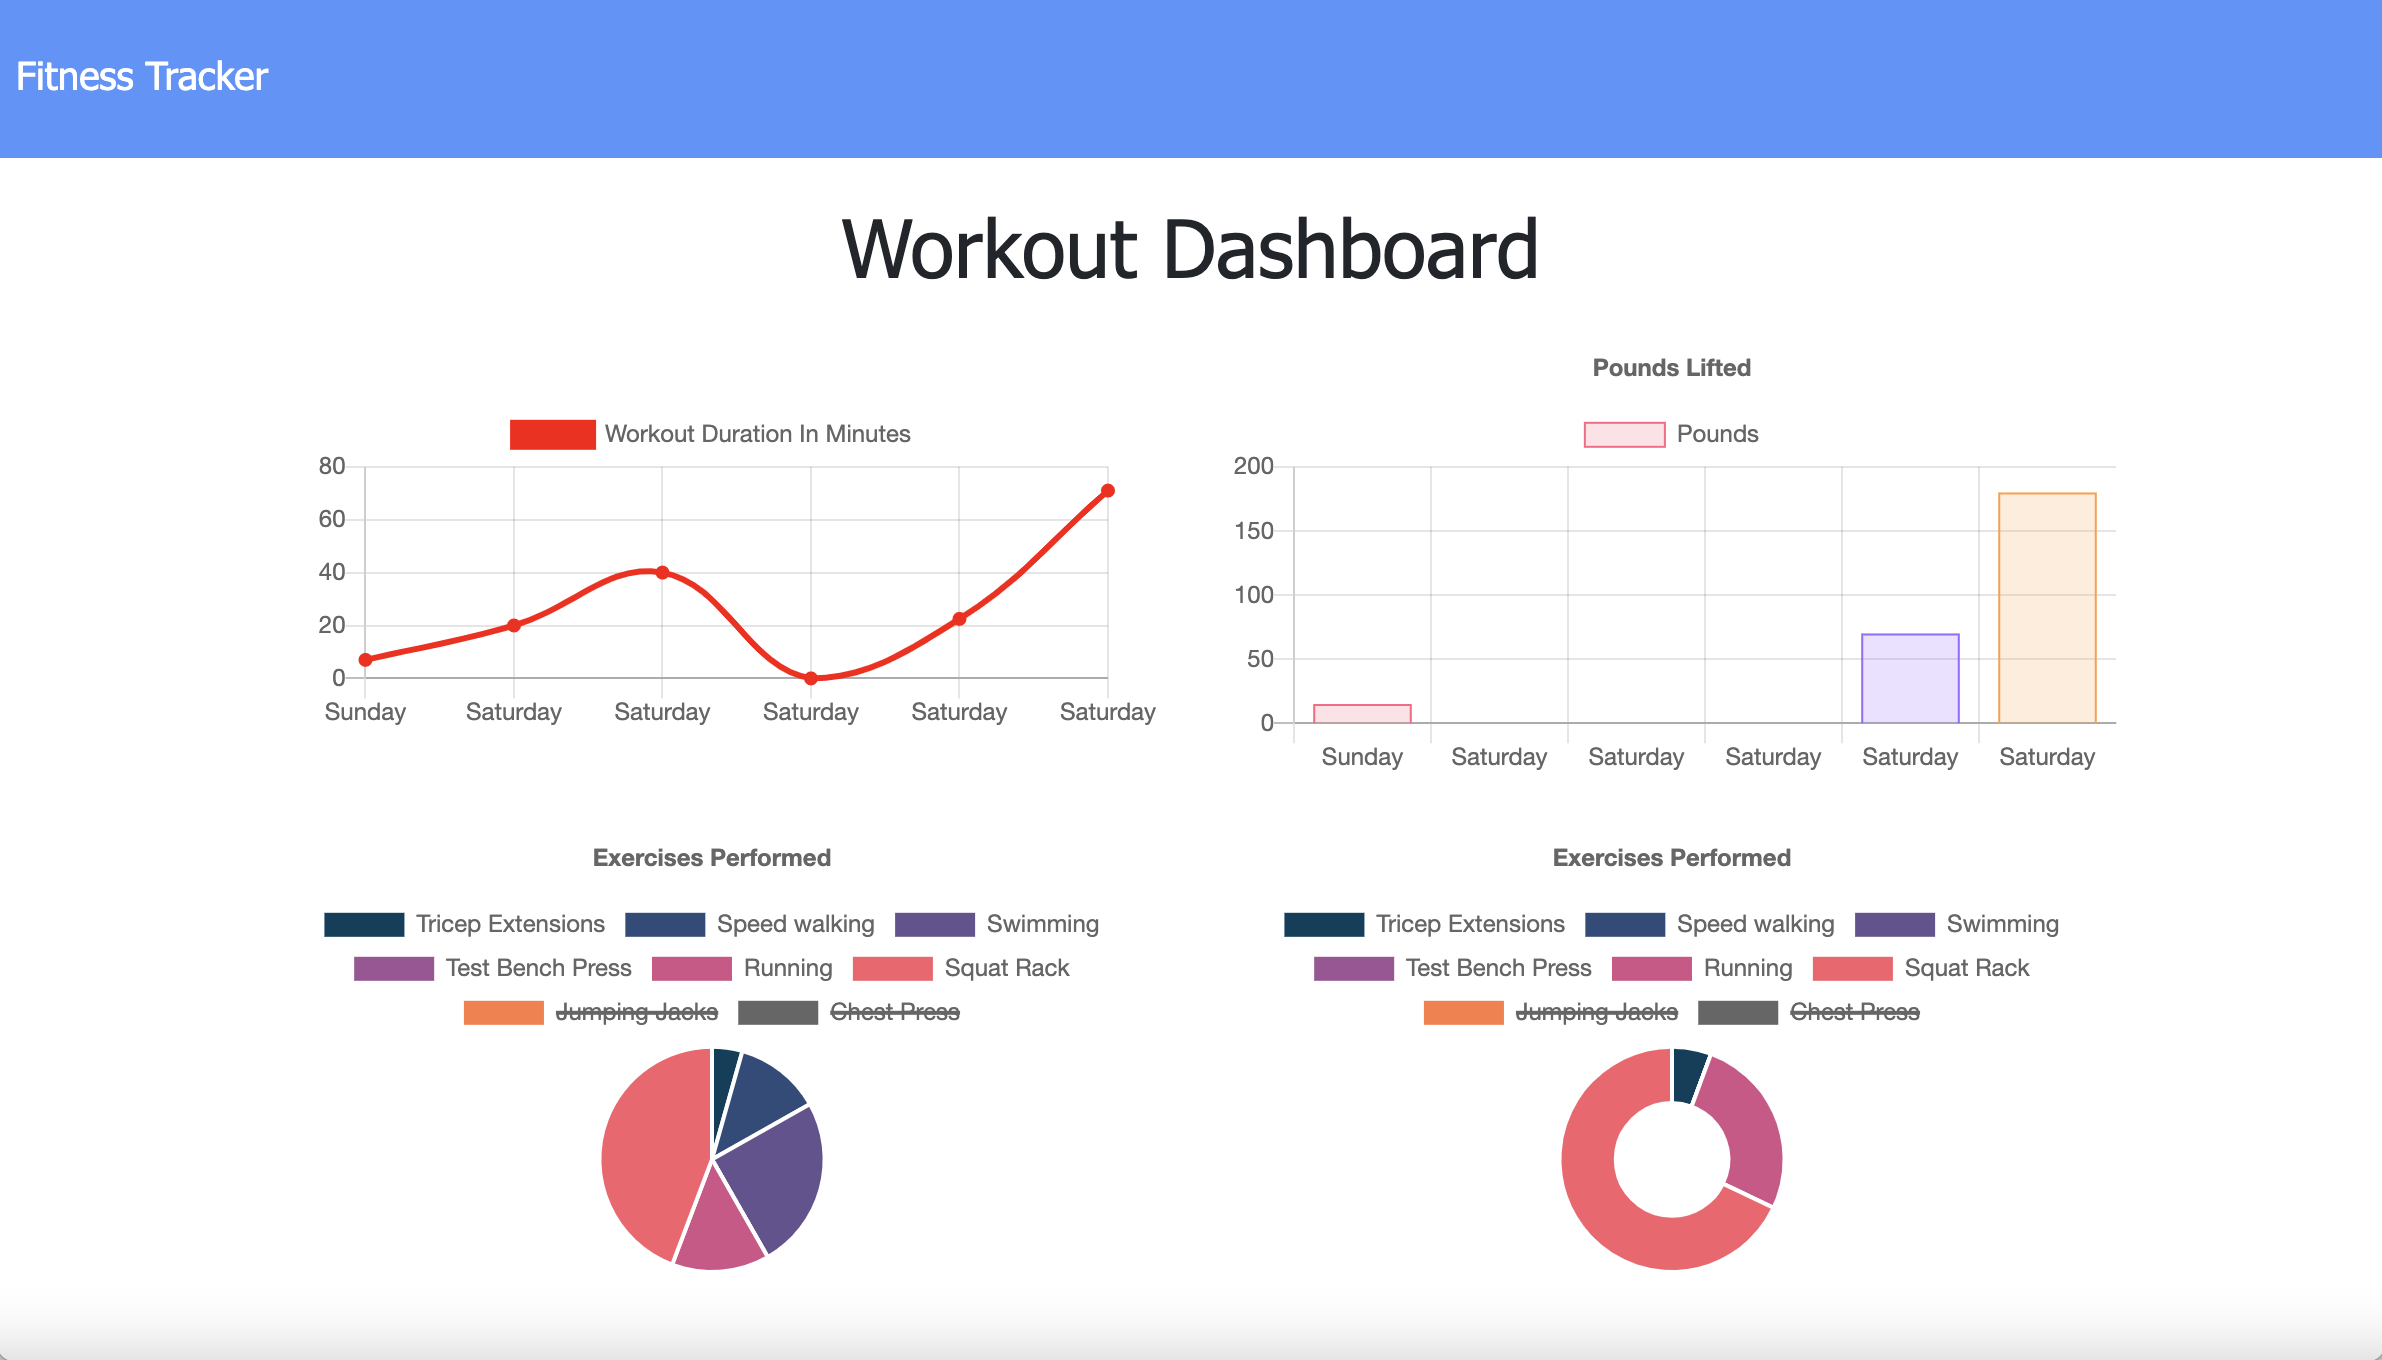 Fitness Tracker
Workout Dashboard
Workout Duration In Minutes
80
60
40
20
0
Sunday Saturday Saturday Saturday Saturday Saturday
Pounds Lifted
Pounds
200
150
100
50
0
Sunday Saturday Saturday Saturday Saturday Saturday
Exercises Performed
Tricep Extensions Speed walking Swimming
Test Bench Press Running Squat Rack
Jumping Jacks Chest Press
Exercises Performed
Tricep Extensions Speed walking Swimming
Test Bench Press Running Squat Rack
Jumping Jacks Chest Press